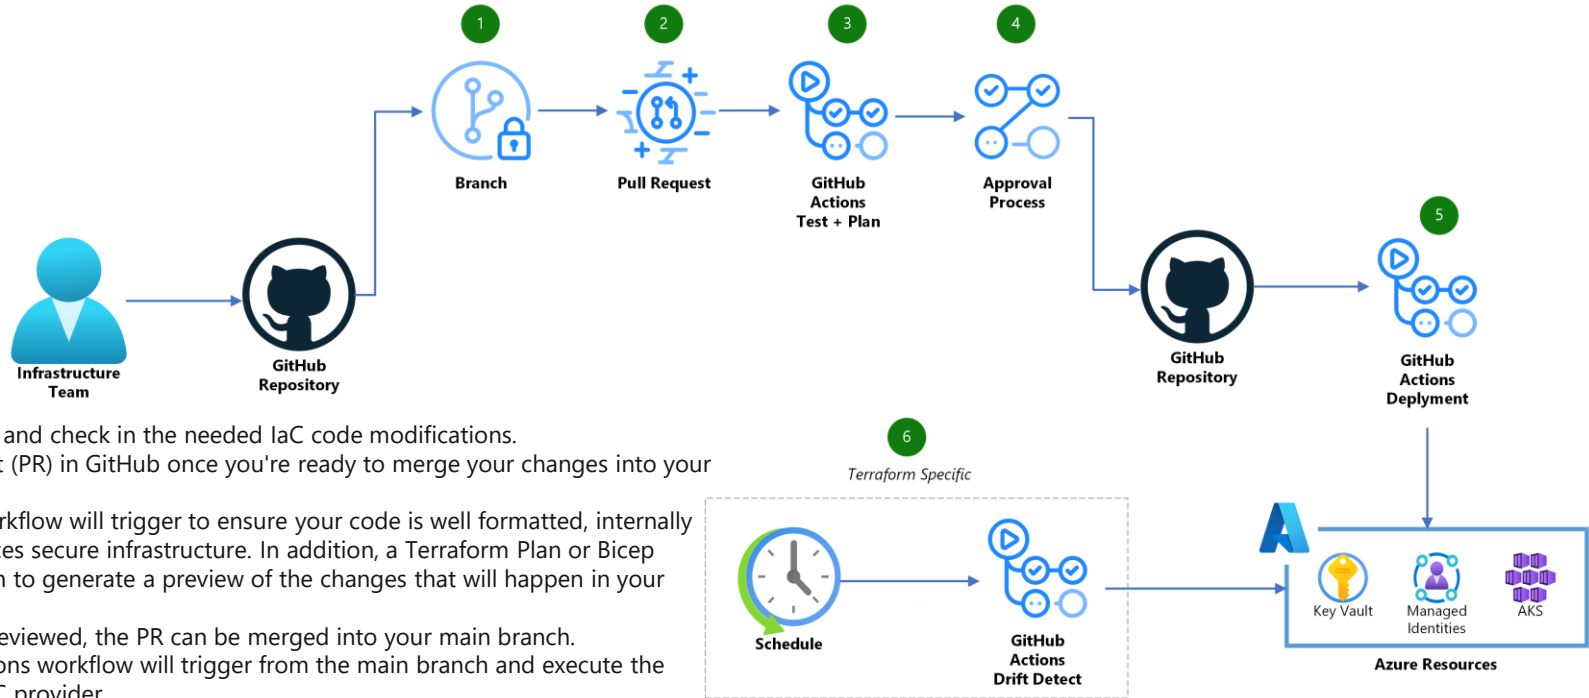 1
2
3
4
Branch
Pull Request
GitHub
Actions
Test + Plan
Approval
Process
5
Infrastructure
Team
GitHub
Repository
GitHub
Repository
GitHub
Actions
Deplyment
and check in the needed IaC code modifications.
t (PR) in GitHub once you're ready to merge your changes into your
rkflow will trigger to ensure your code is well formatted, internally
ces secure infrastructure. In addition, a Terraform Plan or Bicep
n to generate a preview of the changes that will happen in your
eviewed, the PR can be merged into your main branch.
ons workflow will trigger from the main branch and execute the
C provider.
6
Terraform Specific
Schedule
GitHub
Actions
Drift Detect
Key Vault
Managed
Identities
AKS
Azure Resources